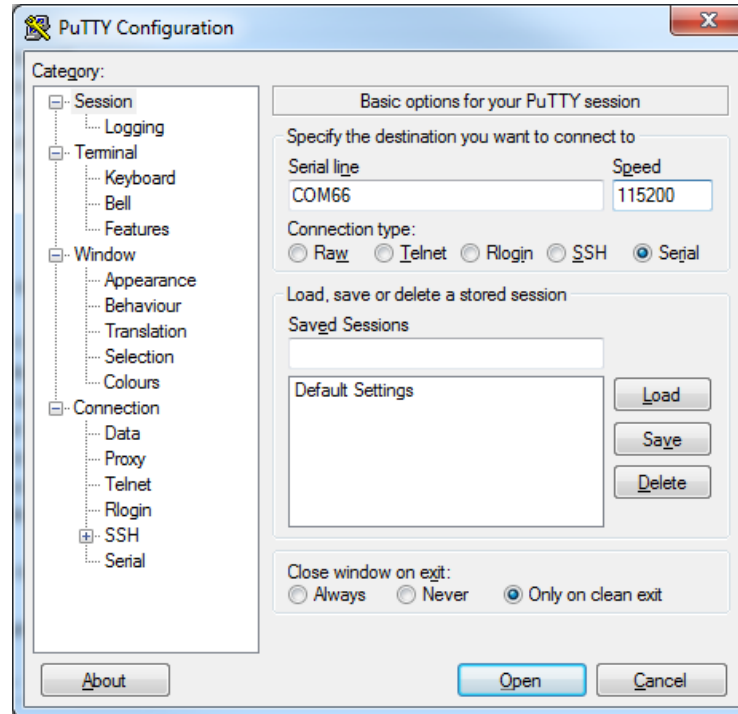 PuTTY Configuration
Category:
Session
Logging
Terminal
Keyboard
Bell
Features
Window
Appearance
Behaviour
Translation
Selection
Colours
Connection
Data
Proxy
Telnet
Rlogin
SSH
Serial
Basic options for your PuTTY session
Specify the destination you want to connect to
Serial line Speed
COM66 115200
Connection type:
Raw Telnet Rlogin SSH Serial
Load, save or delete a stored session
Saved Sessions
Default Settings
Load
Save
Delete
Close window on exit:
Always Never Only on clean exit
About Open Cancel